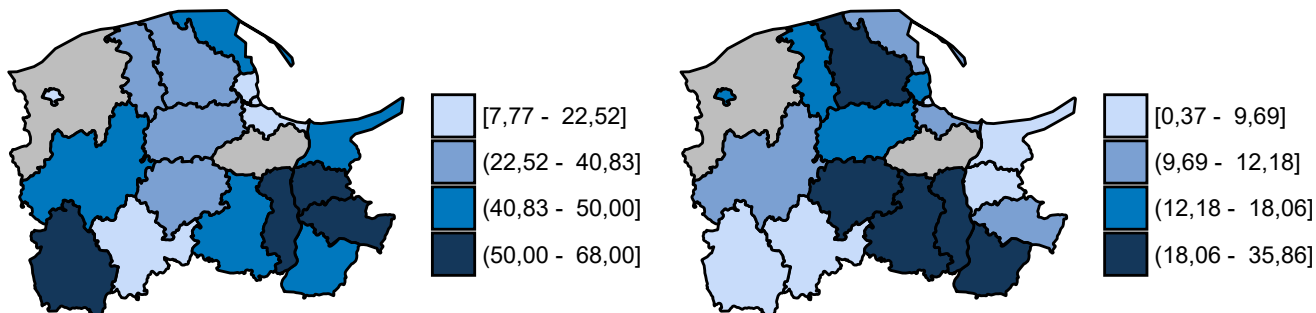 [7,77 - 22,52]
(22,52 - 40,83]
(40,83 - 50,00]
(50,00 - 68,00]
[0,37 - 9,69]
(9,69 - 12,18]
(12,18 - 18,06]
(18,06 - 35,86]